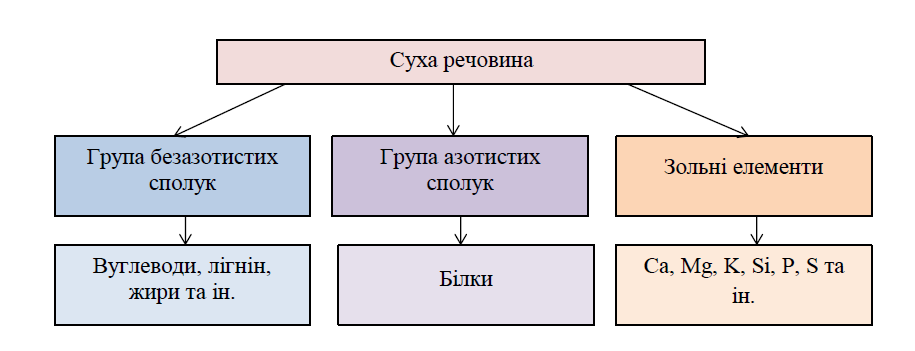 Суха речовина
Група безазотистих
сполук
Група азотистих
сполук
Зольні елементи
Вуглеводи, лігнін,
жири та ін.
Білки
Ca, Mg, K, Si, P, S та
ін.